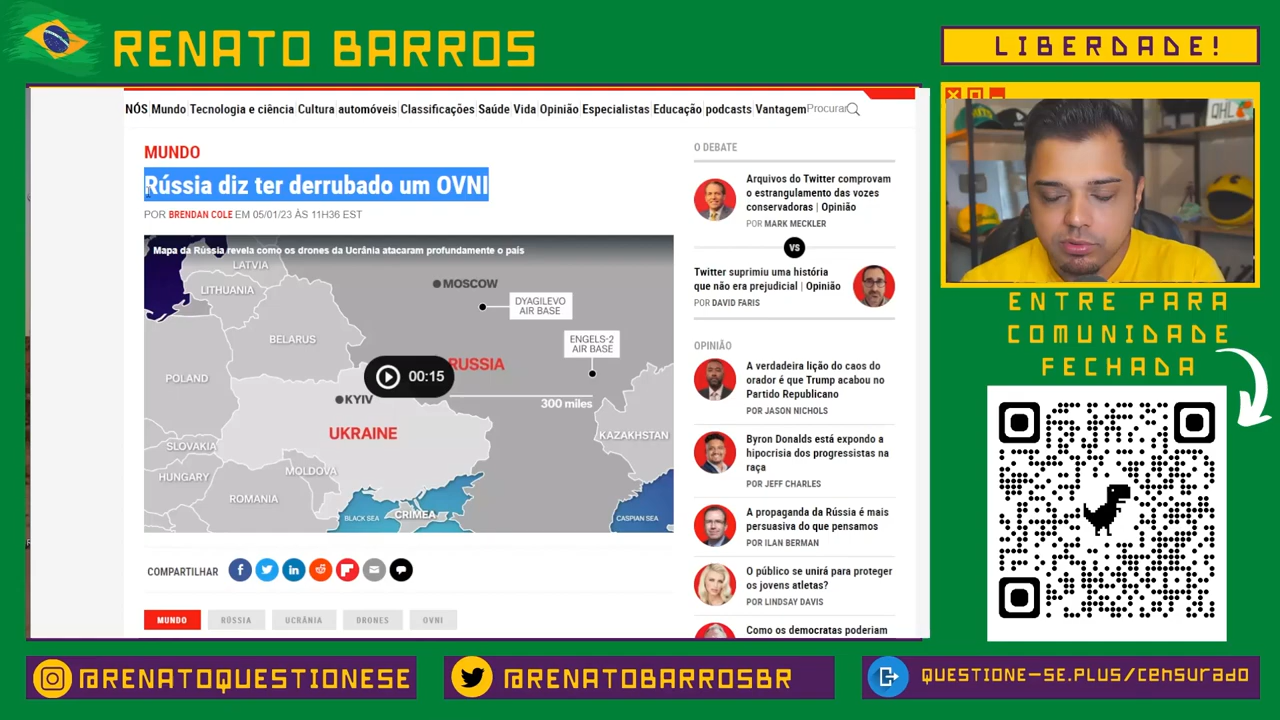 RENATO BARROS
LIBERDADE!
NÓS Mundo Tecnologia e ciência Cultura automóveis Classificações Saúde Vida Opinião Especialistas Educação podcasts Vantagem Procurar
MUNDO
Rússia diz ter derrubado um OVNI
POR BRENDAN COLE EM 05/01/23 ÀS 11H36 EST
Mapa da Rússia revela como os drones da Ucrânia atacaram profundamente o país
LATVIA
LITHUANIA
MOSCOW
DYAGILEVO
AIR BASE
BELARUS
ENGELS-2
AIR BASE
RUSSIA
POLAND
00:15
KYIV
300 miles
UKRAINE
KAZAKHSTAN
SLOVAKIA
HUNGARY
MOLDOVA
ROMANIA
CRIMEA
BLACK SEA
CASPIAN SEA
COMPARTILHAR
MUNDO
RÚSSIA
UCRÂNIA
DRONES
OVNI
O DEBATE
Arquivos do Twitter comprovam
o estrangulamento das vozes
conservadoras | Opinião
POR MARK MECKLER
VS
Twitter suprimiu uma história
que não era prejudicial | Opinião
POR DAVID FARIS
OPINIÃO
A verdadeira lição do caos do
orador é que Trump acabou no
Partido Republicano
POR JASON NICHOLS
Byron Donalds está expondo a
hipocrisia dos progressistas na
raça
POR JEFF CHARLES
A propaganda da Rússia é mais
persuasiva do que pensamos
POR ILAN BERMAN
O público se unirá para proteger
os jovens atletas?
POR LINDSAY DAVIS
Como os democratas poderiam
QHL
ENTRE PARA
COMUNIDADE
FECHADA
@RENATOQUESTIONESE
@RENATOBARROSBR
QUESTIONE-SE.PLUS/censurado